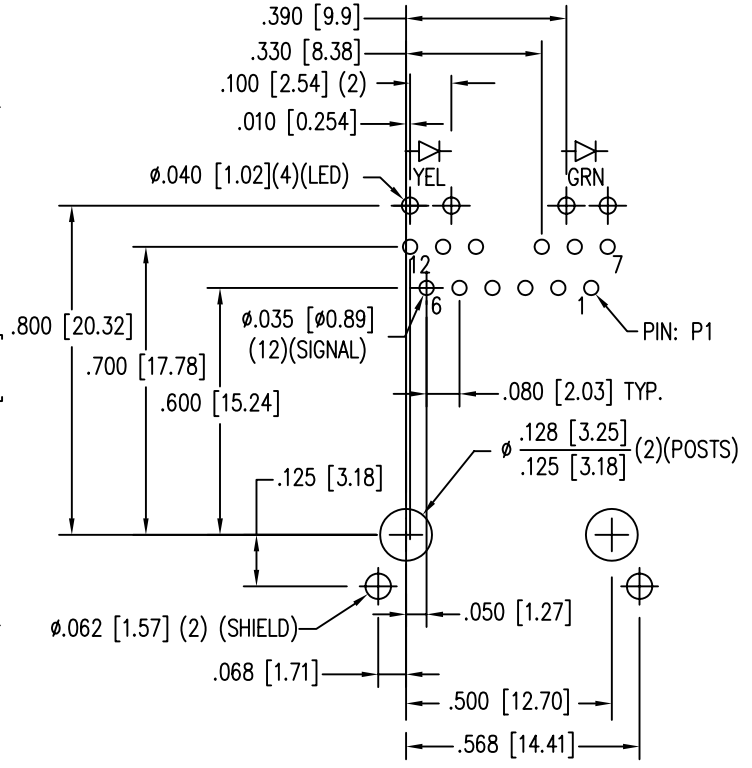 .390 [9.9]
.330 [8.38]
.100 [2.54] (2)
.010 [0.254]
YEL
GRN
ø.040 [1.02](4)(LED)
12
7
6
1
.800 [20.32]
ø.035 [ø0.89]
(12)(SIGNAL)
PIN: P1
.700 [17.78]
.600 [15.24]
.080 [2.03] TYP.
ø .128 [3.25]
.125 [3.18] (2)(POSTS)
.125 [3.18]
ø.062 [1.57] (2) (SHIELD)
.050 [1.27]
.068 [1.71]
.500 [12.70]
.568 [14.41]